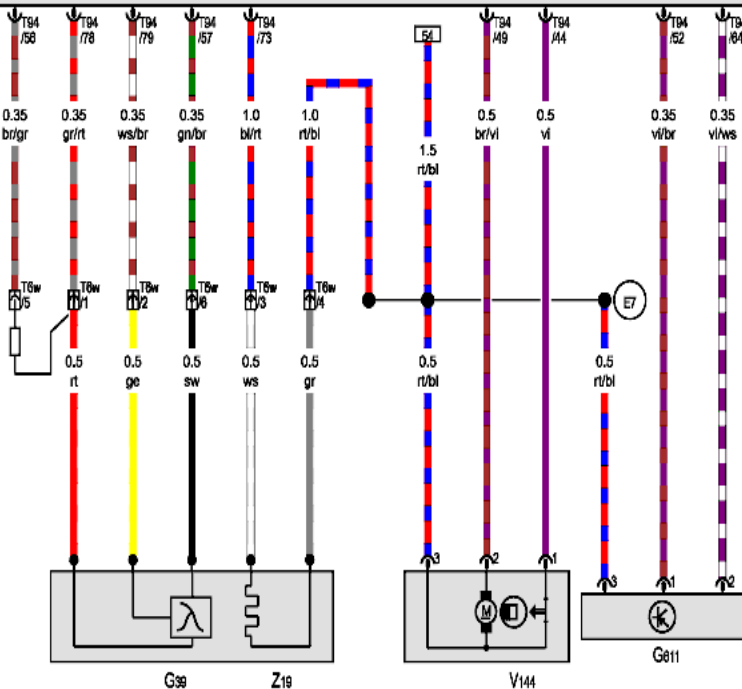 T94 T94 T94 T94 T94 T94 T94 T94 T94
/56 /78 /79 /57 /73 54 /49 /44 /52 /64
0.35 0.35 0.35 0.35 1.0 1.0 0.5 0.5 0.35 0.35
br/gr gr/rt ws/br gn/br bl/rt rt/bl br/vi vi vi/br vi/ws
1.5
rt/bl
T6w T6w T6w T6w T6w
/5 /1 /2 /6 /3 /4 E7
0.5 0.5 0.5 0.5 0.5 0.5 0.5
rt ge sw ws gr rt/bl rt/bl
3 2 1 3 1 2
M
G39 Z19 V144 G611